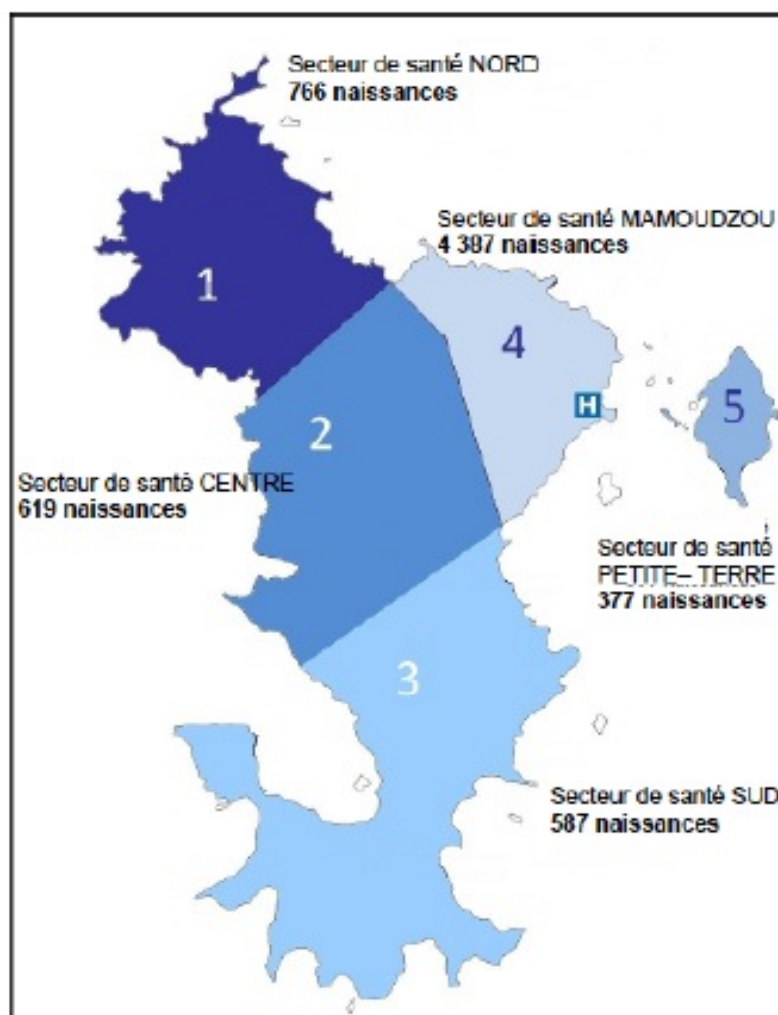 Secteur de santé NORD
766 naissances
Secteur de santé MAMOUDZOU
4 387 naissances
1
4
H
5
2
Secteur de santé CENTRE
619 naissances
Secteur de santé
PETITE– TERRE
377 naissances
3
Secteur de santé SUD
587 naissances